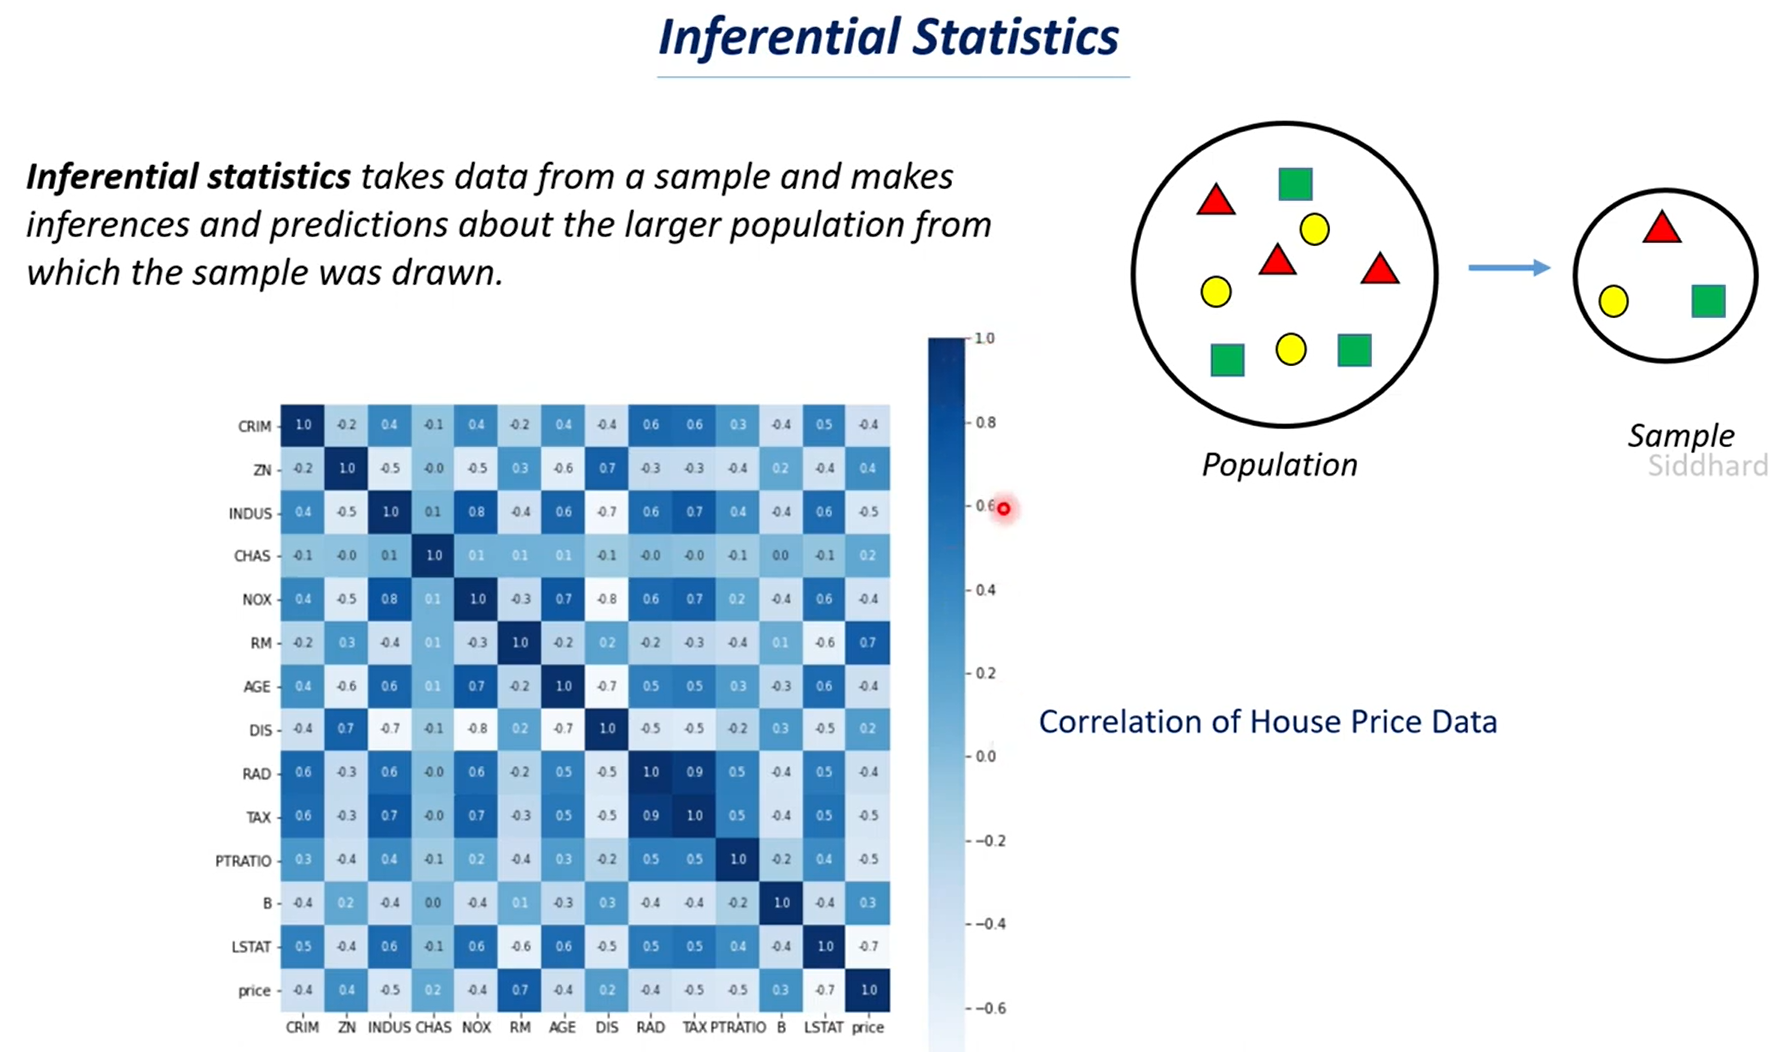 Inferential Statistics
Inferential statistics takes data from a sample and makes
inferences and predictions about the larger population from
which the sample was drawn.
Population
Sample
Siddhard
CRIM 1.0 -0.2 0.4 -0.1 0.4 -0.2 0.4 -0.4 0.6 0.6 0.3 -0.4 0.5 -0.4
ZN -0.2 1.0 -0.5 -0.0 -0.5 0.3 -0.6 0.7 -0.3 -0.3 -0.4 0.2 -0.4 0.4
INDUS 0.4 -0.5 1.0 0.1 0.8 -0.4 0.6 -0.7 0.6 0.7 0.4 -0.4 0.6 -0.5
CHAS -0.1 -0.0 0.1 1.0 0.1 0.1 0.1 -0.1 -0.0 -0.0 -0.1 0.0 -0.1 0.2
NOX 0.4 -0.5 0.8 0.1 1.0 -0.3 0.7 -0.8 0.6 0.7 0.2 -0.4 0.6 -0.4
RM -0.2 0.3 -0.4 0.1 -0.3 1.0 -0.2 0.2 -0.2 -0.3 -0.4 0.1 -0.6 0.7
AGE 0.4 -0.6 0.6 0.1 0.7 -0.2 1.0 -0.7 0.5 0.5 0.3 -0.3 0.6 -0.4
DIS -0.4 0.7 -0.7 -0.1 -0.8 0.2 -0.7 1.0 -0.5 -0.5 -0.2 0.3 -0.5 0.2
RAD 0.6 -0.3 0.6 -0.0 0.6 -0.2 0.5 -0.5 1.0 0.9 0.5 -0.4 0.5 -0.4
TAX 0.6 -0.3 0.7 -0.0 0.7 -0.3 0.5 -0.5 0.9 1.0 0.5 -0.4 0.5 -0.5
PTRATIO 0.3 -0.4 0.4 -0.1 0.2 -0.4 0.3 -0.2 0.5 0.5 1.0 -0.2 0.4 -0.5
B -0.4 0.2 -0.4 0.0 -0.4 0.1 -0.3 0.3 -0.4 -0.4 -0.2 1.0 -0.4 0.3
LSTAT 0.5 -0.4 0.6 -0.1 0.6 -0.6 0.6 -0.5 0.5 0.5 0.4 -0.4 1.0 -0.7
price -0.4 0.4 -0.5 0.2 -0.4 0.7 -0.4 0.2 -0.4 -0.5 -0.5 0.3 -0.7 1.0
CRIM ZN INDUS CHAS NOX RM AGE DIS RAD TAX PTRATIO B LSTAT price
1.0
0.8
0.6
0.4
0.2
0.0
−0.2
−0.4
−0.6
Correlation of House Price Data